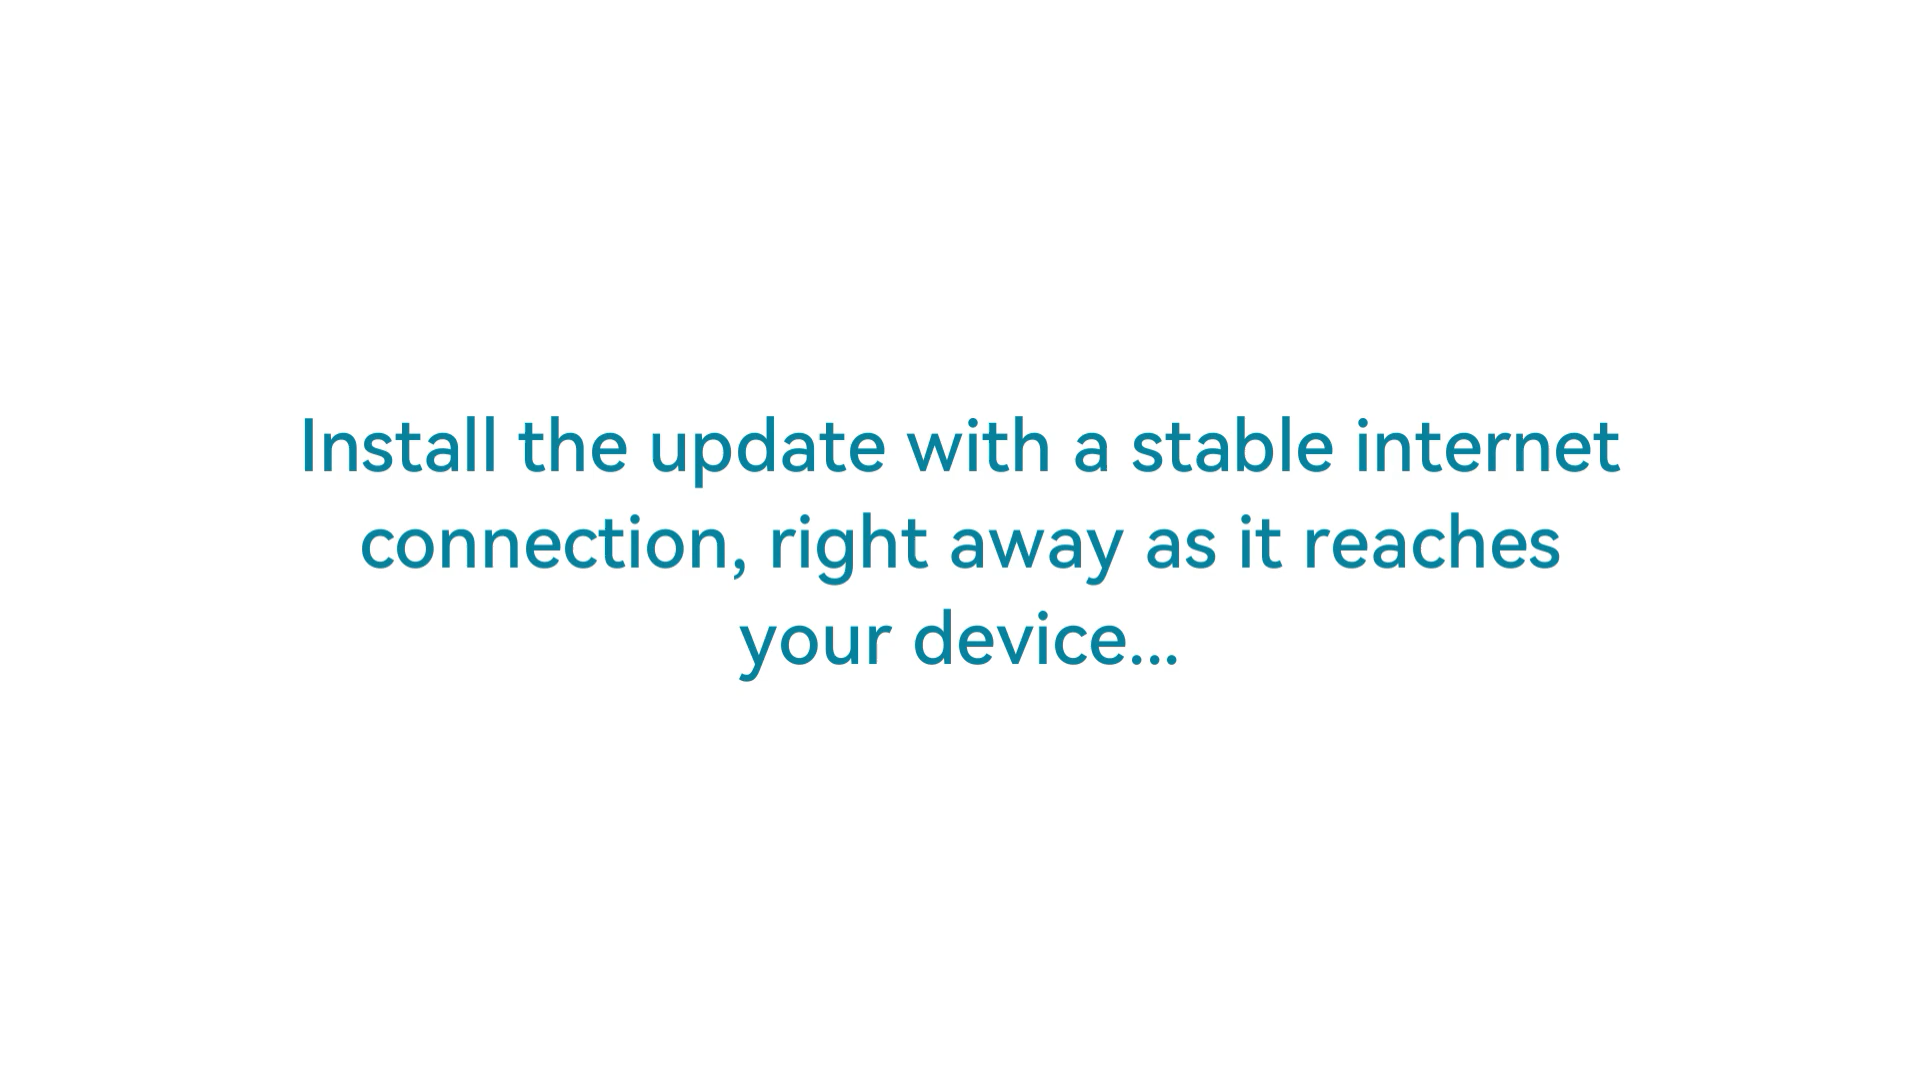 Install the update with a stable internet
connection, right away as it reaches
your device...